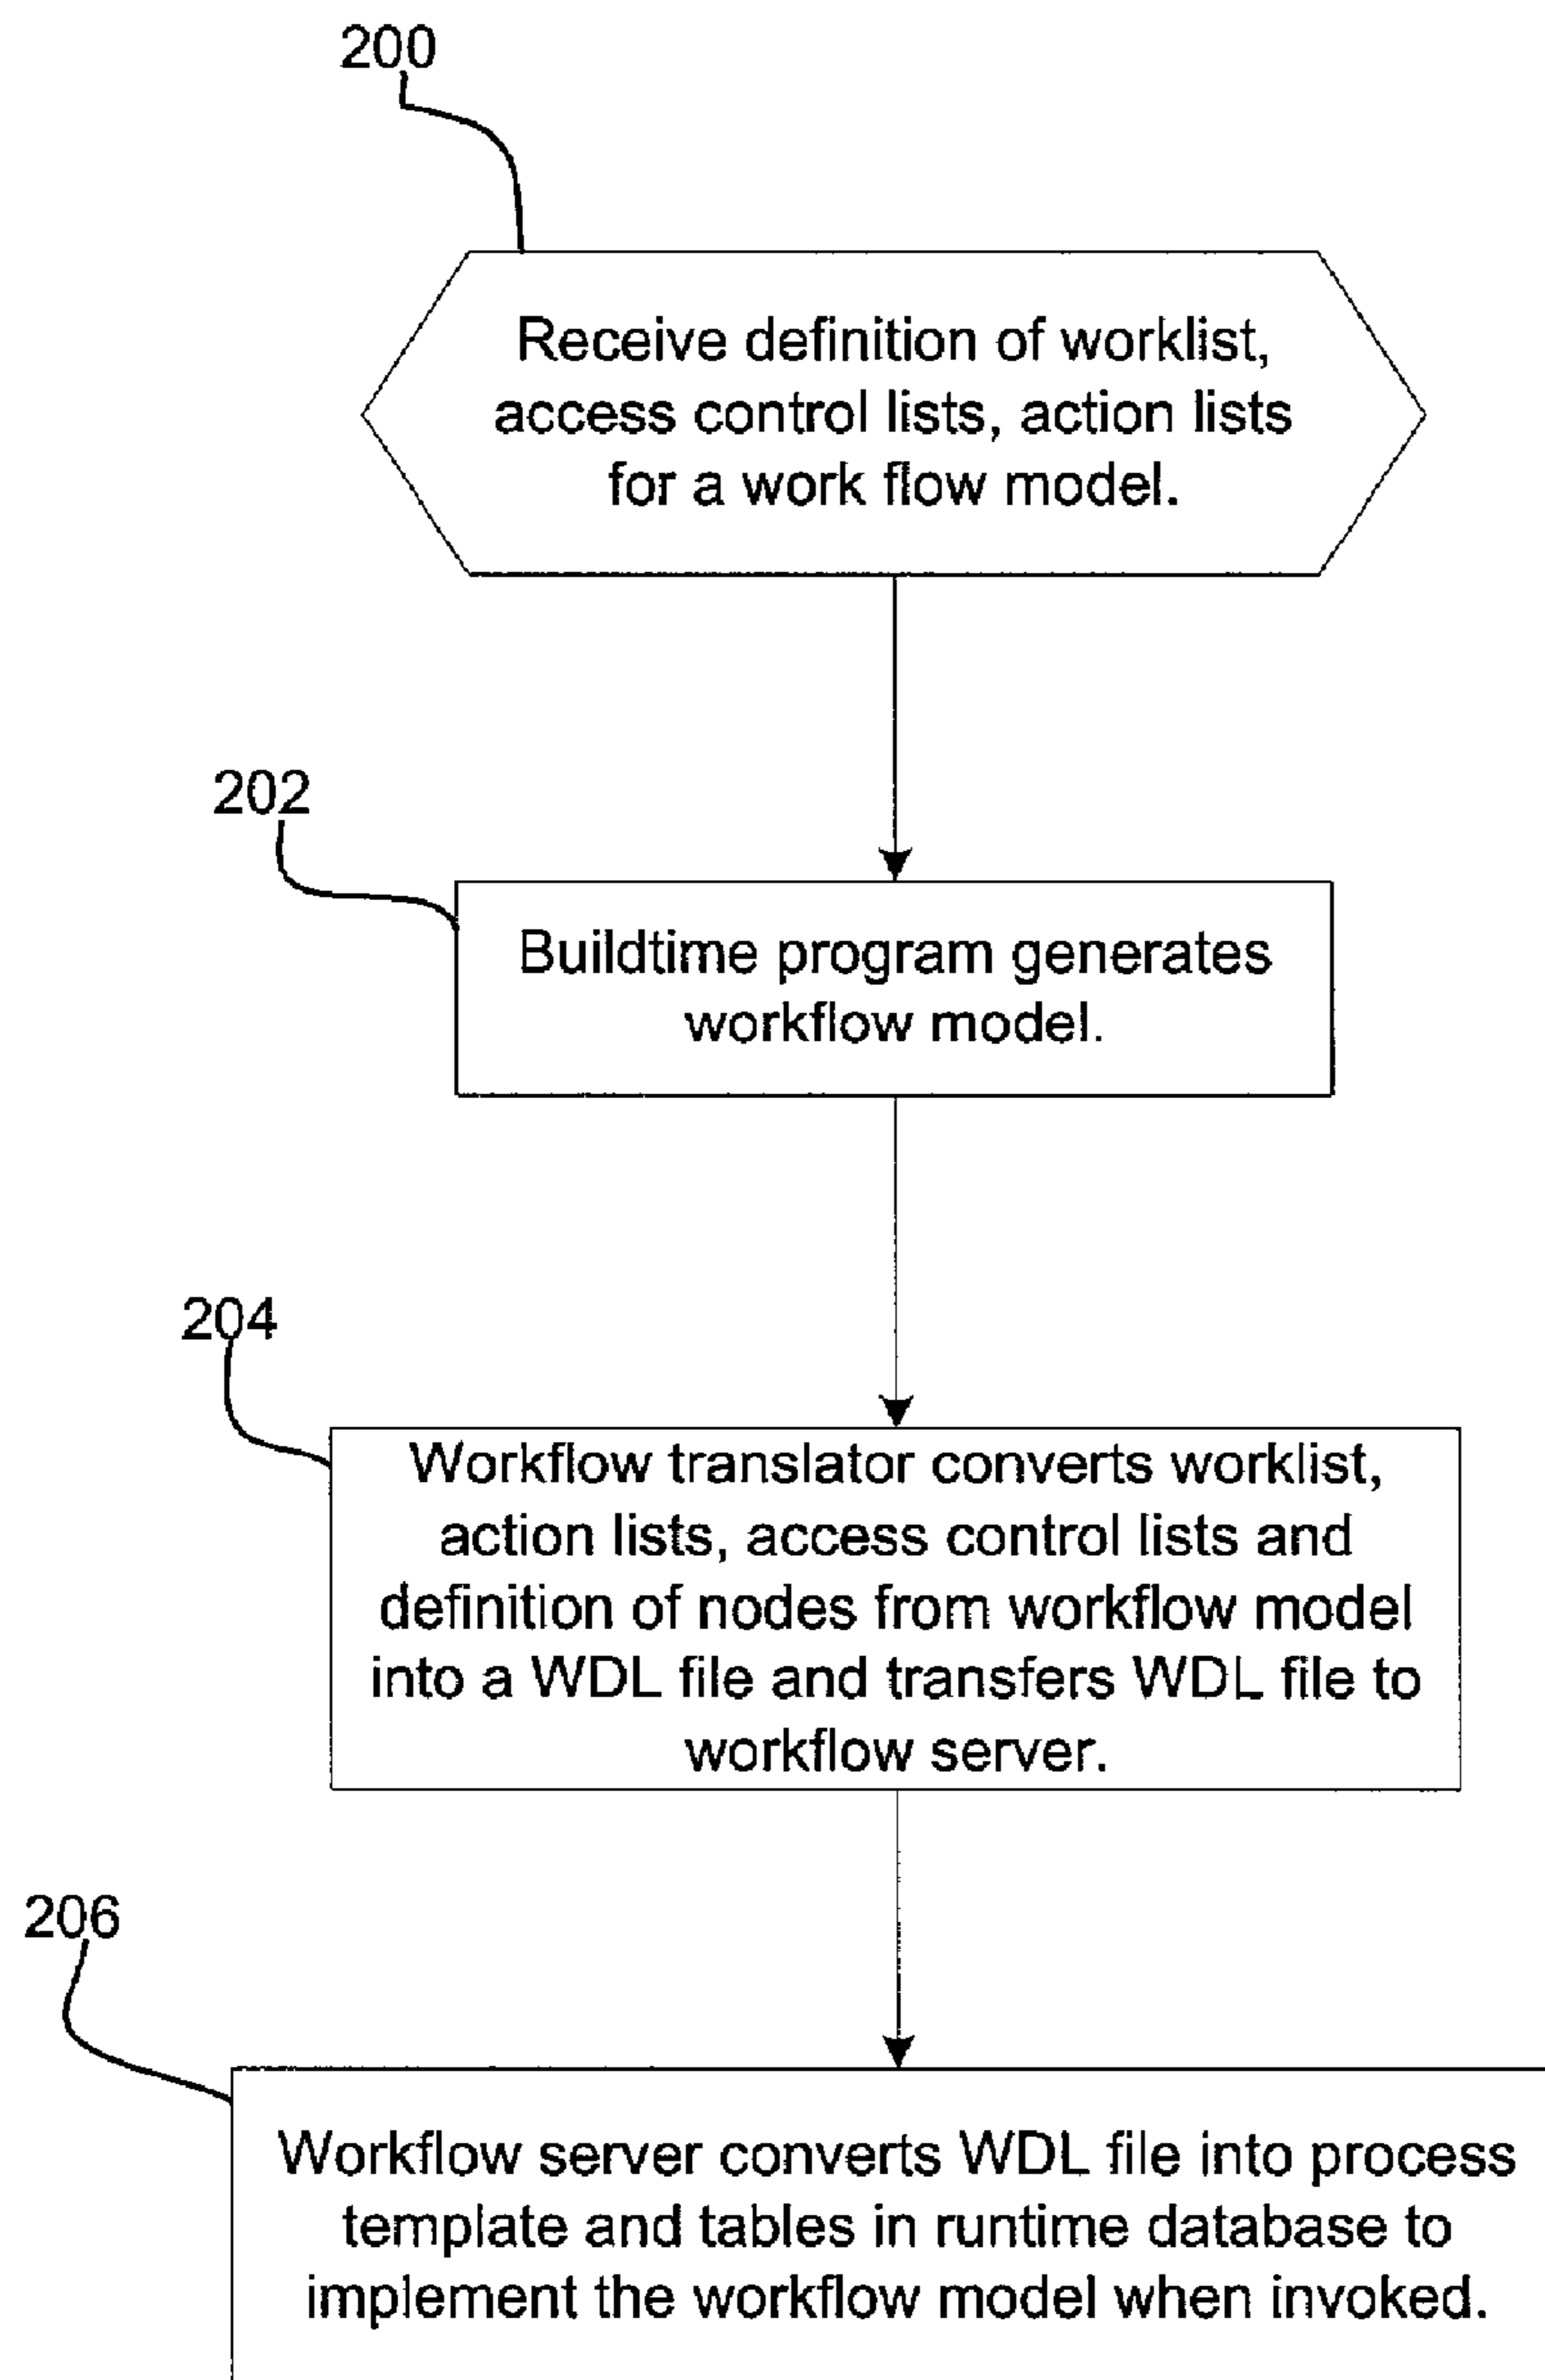 200
Receive definition of worklist,
access control lists, action lists
for a work flow model.
202
Buildtime program generates
workflow model.
204
Workflow translator converts worklist,
action lists, access control lists and
definition of nodes from workflow model
into a WDL file and transfers WDL file to
workflow server.
206
Workflow server converts WDL file into process
template and tables in runtime database to
implement the workflow model when invoked.